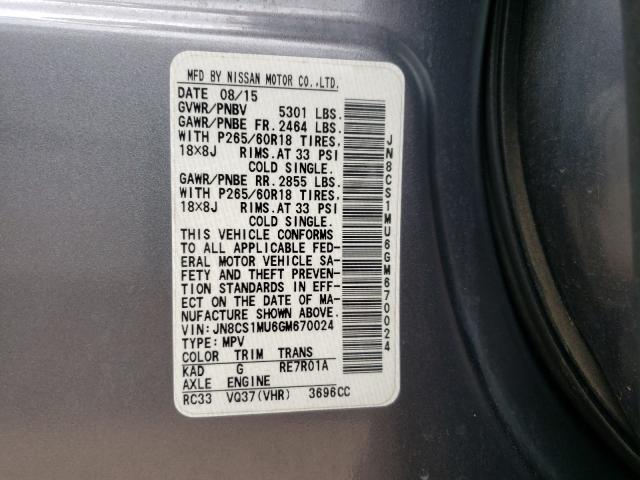 MFD BY NISSAN MOTOR CO.,LTD.
DATE 08/15
GVWR/PNBV 5301 LBS.
GAWR/PNBE FR. 2464 LBS.
WITH P265/60R18 TIRES,
18×8J RIMS. AT 33 PSI
COLD SINGLE.
GAWR/PNBE RR. 2855 LBS.
WITH P265/60R18 TIRES,
18×8J RIMS. AT 33 PSI
COLD SINGLE.
THIS VEHICLE CONFORMS
TO ALL APPLICABLE FED-
ERAL MOTOR VEHICLE SA-
FETY AND THEFT PREVEN-
TION STANDARDS IN EFF-
ECT ON THE DATE OF MA-
NUFACTURE SHOWN ABOVE.
VIN: JN8CS1MU6GM670024
TYPE: MPV
COLOR TRIM TRANS
KAD G RE7R01A
AXLE ENGINE
RC33 VQ37(VHR) 3696CC
JN8CS1MU6GM670024